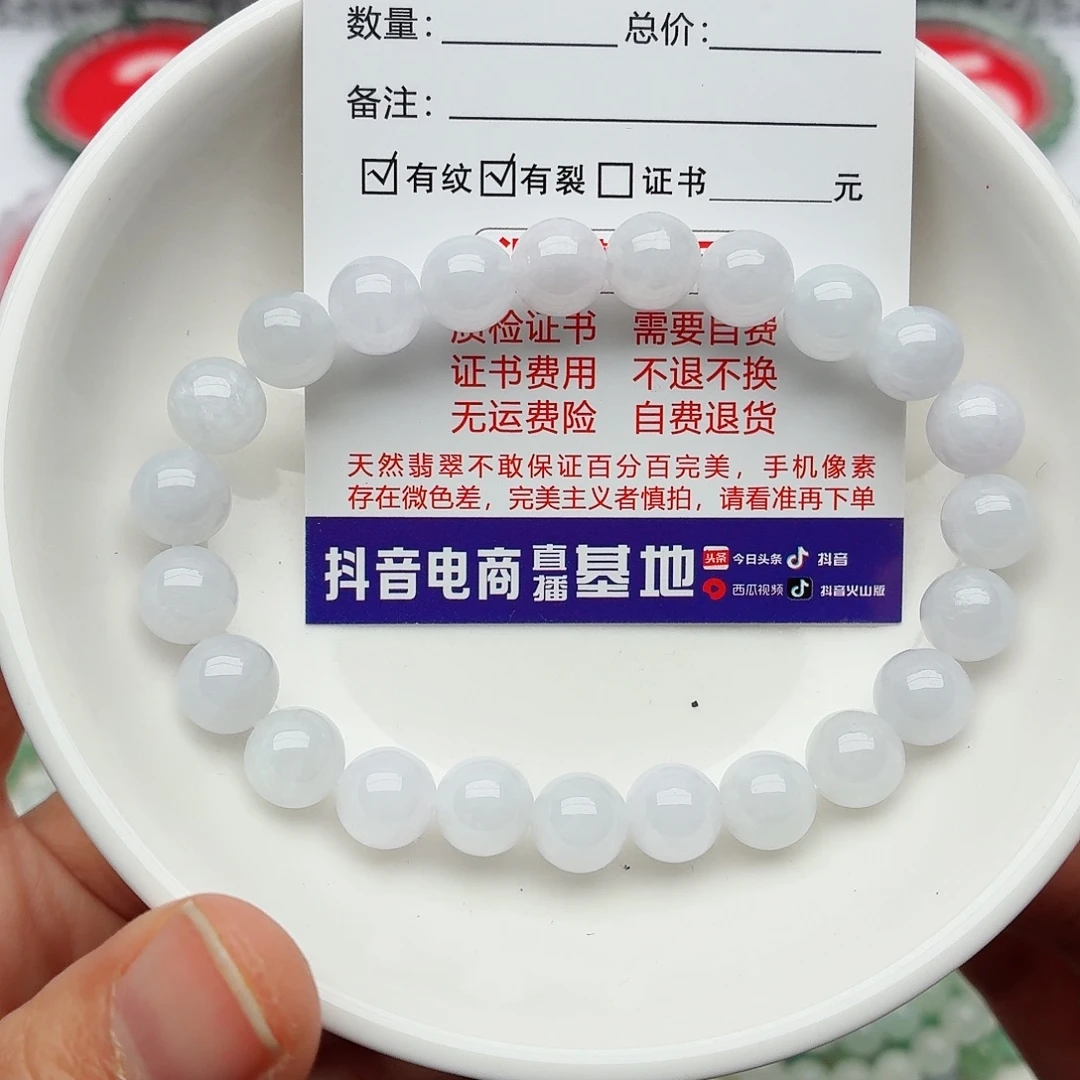 数量：　总价：
备注：
有纹 有裂 证书　元
质检证书 需要自费
证书费用 不退不换
无运费险 自费退货
天然翡翠不敢保证百分百完美，手机像素
存在微色差，完美主义者慎拍，请看准再下单
抖音电商直播基地
头条 今日头条 抖音
西瓜视频 抖音火山版